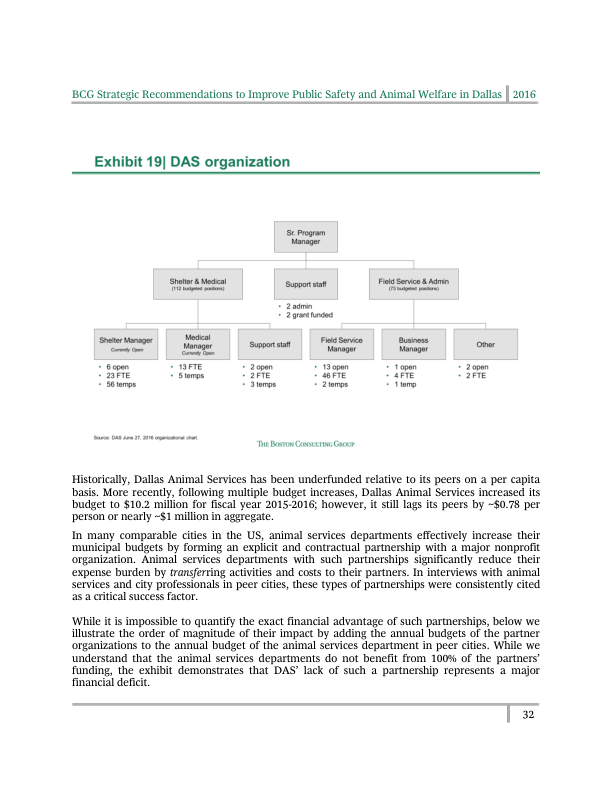 BCG Strategic Recommendations to Improve Public Safety and Animal Welfare in Dallas 2016
Exhibit 19| DAS organization
Sr. Program
Manager
Shelter & Medical
(112 budgeted positions)
Support staff
Field Service & Admin
(73 budgeted positions)
• 2 admin
• 2 grant funded
Shelter Manager
Currently Open
Medical
Manager
Currently Open
Support staff
Field Service
Manager
Business
Manager
Other
• 6 open
• 23 FTE
• 56 temps
• 13 FTE
• 5 temps
• 2 open
• 2 FTE
• 3 temps
• 13 open
• 46 FTE
• 2 temps
• 1 open
• 4 FTE
• 1 temp
• 2 open
• 2 FTE
Source: DAS June 27, 2016 organizational chart.
THE BOSTON CONSULTING GROUP
Historically, Dallas Animal Services has been underfunded relative to its peers on a per capita
basis. More recently, following multiple budget increases, Dallas Animal Services increased its
budget to $10.2 million for fiscal year 2015-2016; however, it still lags its peers by ~$0.78 per
person or nearly ~$1 million in aggregate.
In many comparable cities in the US, animal services departments effectively increase their
municipal budgets by forming an explicit and contractual partnership with a major nonprofit
organization. Animal services departments with such partnerships significantly reduce their
expense burden by transferring activities and costs to their partners. In interviews with animal
services and city professionals in peer cities, these types of partnerships were consistently cited
as a critical success factor.
While it is impossible to quantify the exact financial advantage of such partnerships, below we
illustrate the order of magnitude of their impact by adding the annual budgets of the partner
organizations to the annual budget of the animal services department in peer cities. While we
understand that the animal services departments do not benefit from 100% of the partners’
funding, the exhibit demonstrates that DAS’ lack of such a partnership represents a major
financial deficit.
32